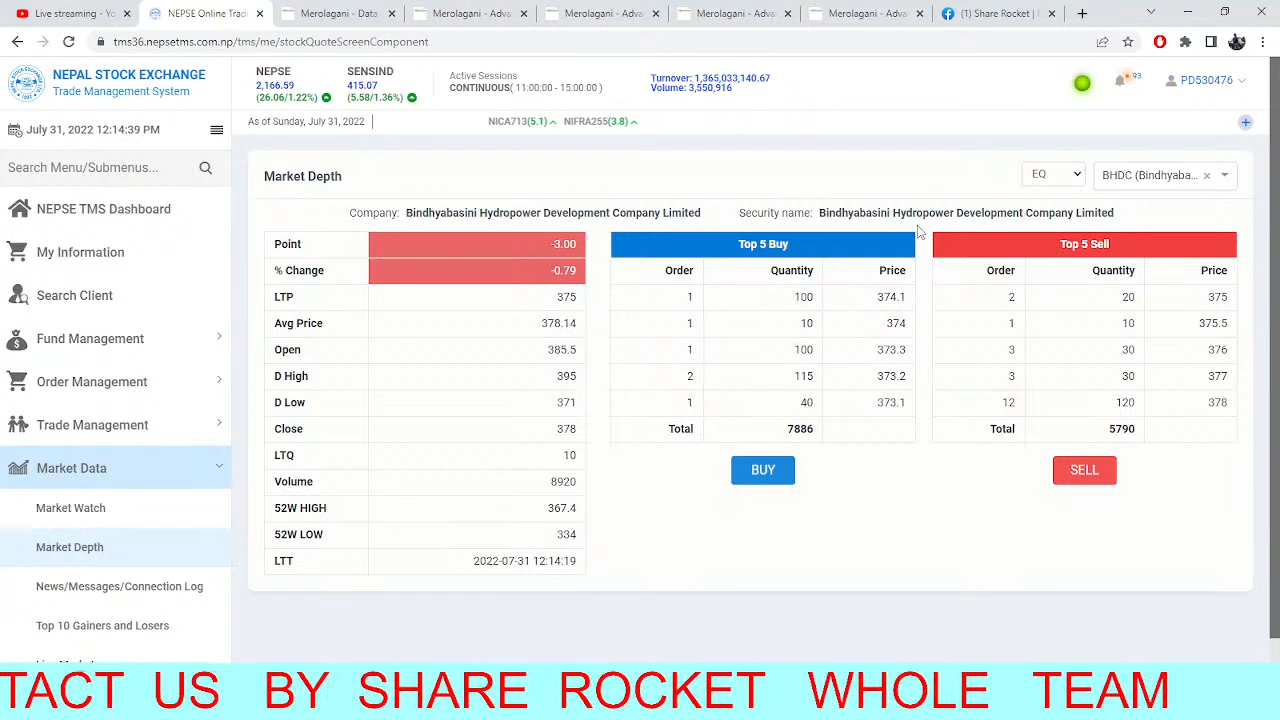 Live streaming - Yo
NEPSE Online Tradi
Merolagani - Data
Merolagani - Adva
Merolagani - Adva
Merolagani - Adva
Merolagani - Adva
(1) Share Rocket | D
tms36.nepsetms.com.np/tms/me/stockQuoteScreenComponent
NEPAL STOCK EXCHANGE
Trade Management System
NEPSE
2,166.59
(26.06/1.22%)
SENSIND
415.07
(5.58/1.36%)
Active Sessions
CONTINUOUS( 11:00:00 - 15:00:00 )
Turnover: 1,365,033,140.67
Volume: 3,550,916
93
PD530476
July 31, 2022 12:14:39 PM
As of Sunday, July 31, 2022
NICA713(5.1) NIFRA255(3.8)
Search Menu/Submenus...
NEPSE TMS Dashboard
My Information
Search Client
Fund Management
Order Management
Trade Management
Market Data
Market Watch
Market Depth
News/Messages/Connection Log
Top 10 Gainers and Losers
Market Depth
EQ
BHDC (Bindhyaba...
Company: Bindhyabasini Hydropower Development Company Limited
Security name: Bindhyabasini Hydropower Development Company Limited
Point -3.00
% Change -0.79
LTP 375
Avg Price 378.14
Open 385.5
D High 395
D Low 371
Close 378
LTQ 10
Volume 8920
52W HIGH 367.4
52W LOW 334
LTT 2022-07-31 12:14:19
Top 5 Buy
Order Quantity Price
1 100 374.1
1 10 374
1 100 373.3
2 115 373.2
1 40 373.1
Total 7886
BUY
Top 5 Sell
Order Quantity Price
2 20 375
1 10 375.5
3 30 376
3 30 377
12 120 378
Total 5790
SELL
TACT US BY SHARE ROCKET WHOLE TEAM